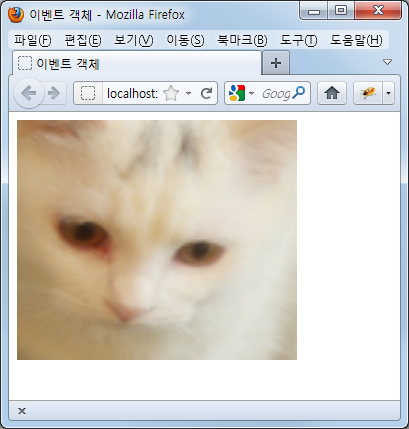 이벤트 객체 - Mozilla Firefox
파일(F) 편집(E) 보기(V) 이동(S) 북마크(B) 도구(T) 도움말(H)
이벤트 객체
localhost: Goog